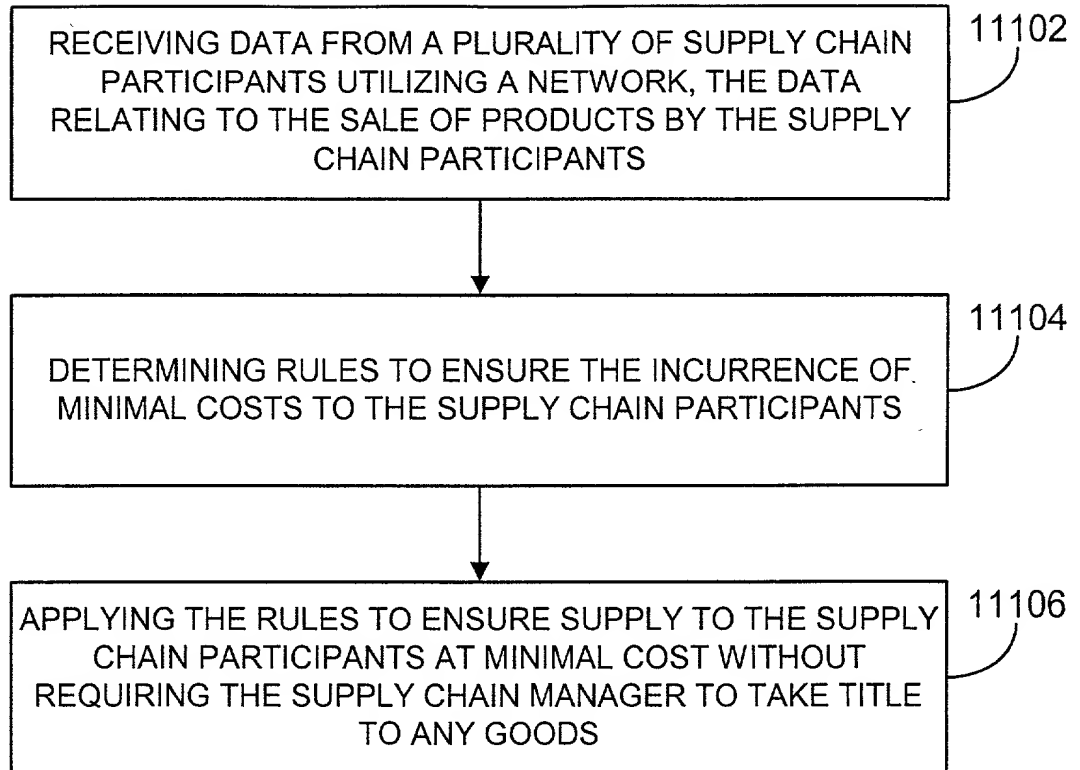 RECEIVING DATA FROM A PLURALITY OF SUPPLY CHAIN
PARTICIPANTS UTILIZING A NETWORK, THE DATA
RELATING TO THE SALE OF PRODUCTS BY THE SUPPLY
CHAIN PARTICIPANTS
11102
DETERMINING RULES TO ENSURE THE INCURRENCE OF
MINIMAL COSTS TO THE SUPPLY CHAIN PARTICIPANTS
11104
APPLYING THE RULES TO ENSURE SUPPLY TO THE SUPPLY
CHAIN PARTICIPANTS AT MINIMAL COST WITHOUT
REQUIRING THE SUPPLY CHAIN MANAGER TO TAKE TITLE
TO ANY GOODS
11106